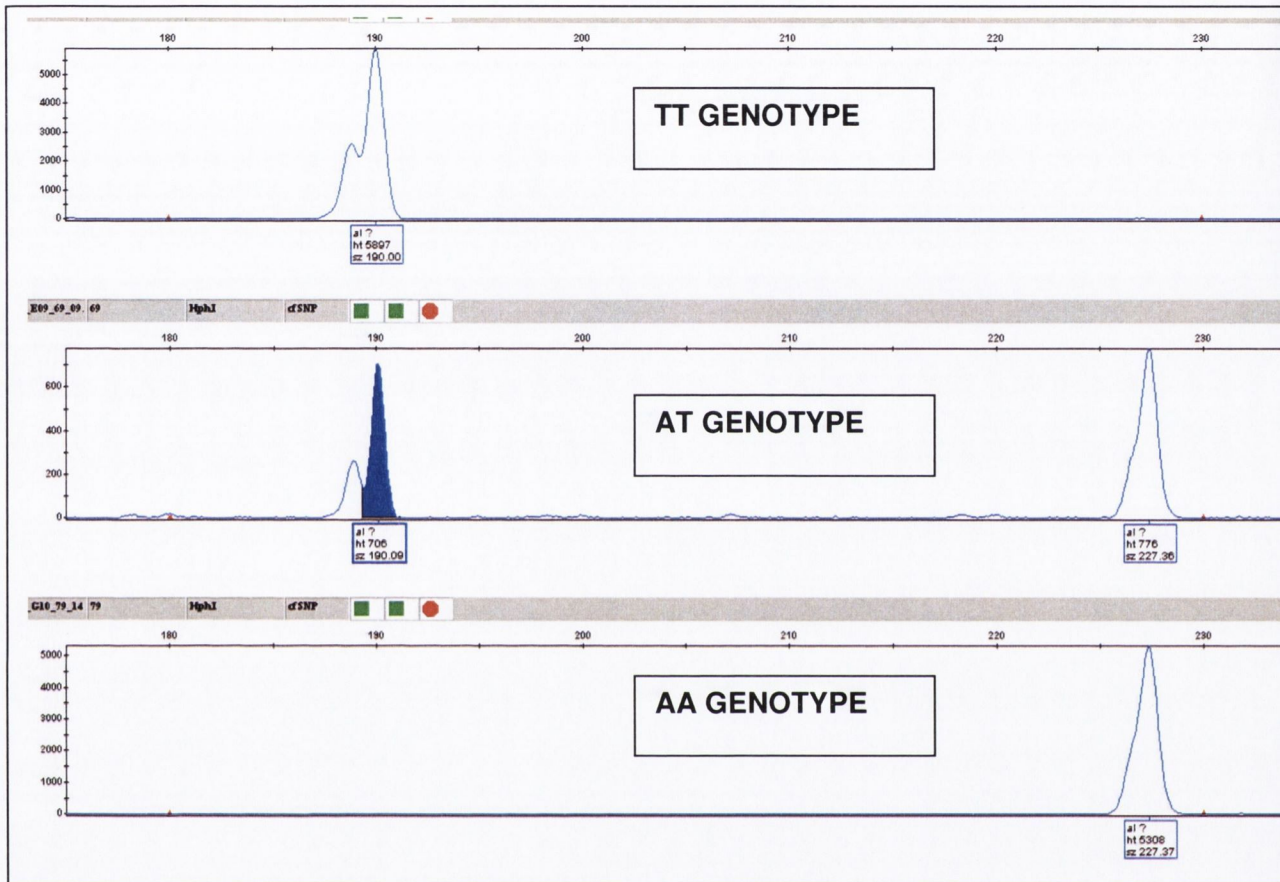 180 190 200 210 220 230
5000
4000
3000
2000
1000
0
TT GENOTYPE
al ?
ht 5897
sz 190.00
_E09_69_09. 69 HphI cfSNP
180 190 200 210 220 230
600
400
200
0
AT GENOTYPE
al ?
ht 706
sz 190.09
al ?
ht 776
sz 227.36
_G10_79_14 79 HphI cfSNP
180 190 200 210 220 230
5000
4000
3000
2000
1000
0
AA GENOTYPE
al ?
ht 5308
sz 227.37